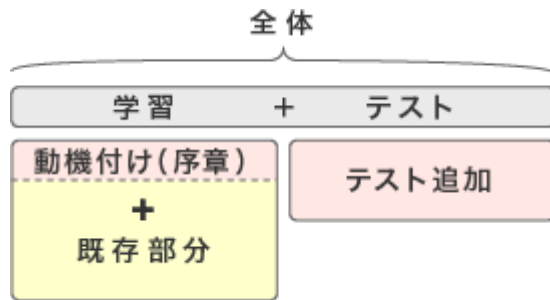 全体
学習 + テスト
動機付け(序章)
+
既存部分
テスト追加